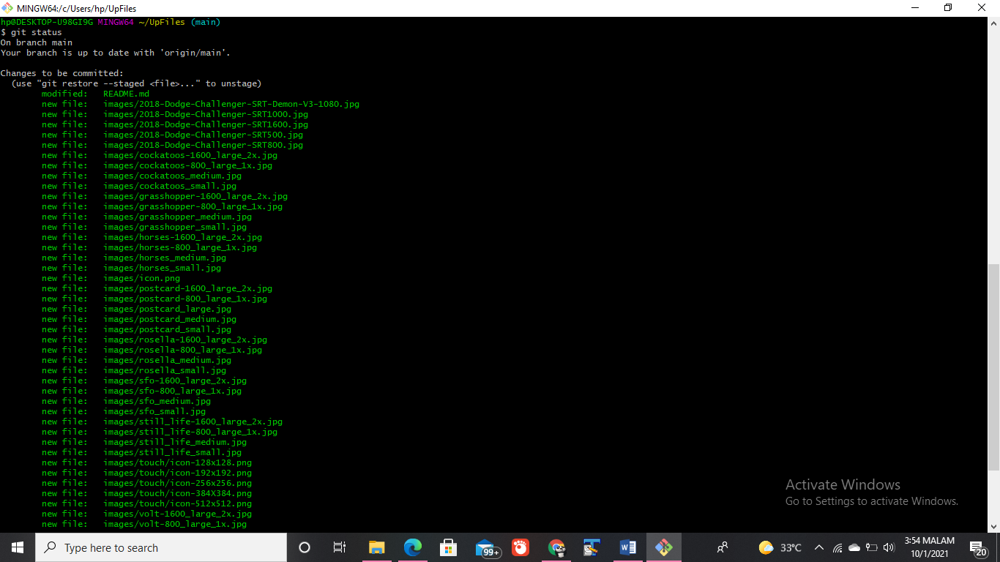 MINGW64:/c/Users/hp/UpFiles
hp@DESKTOP-U98GI9G MINGW64 ~/UpFiles (main)
$ git status
On branch main
Your branch is up to date with 'origin/main'.
Changes to be committed:
  (use "git restore --staged <file>..." to unstage)
        modified:   README.md
        new file:   images/2018-Dodge-Challenger-SRT-Demon-V3-1080.jpg
        new file:   images/2018-Dodge-Challenger-SRT1000.jpg
        new file:   images/2018-Dodge-Challenger-SRT1600.jpg
        new file:   images/2018-Dodge-Challenger-SRT500.jpg
        new file:   images/2018-Dodge-Challenger-SRT800.jpg
        new file:   images/cockatoos-1600_large_2x.jpg
        new file:   images/cockatoos-800_large_1x.jpg
        new file:   images/cockatoos_medium.jpg
        new file:   images/cockatoos_small.jpg
        new file:   images/grasshopper-1600_large_2x.jpg
        new file:   images/grasshopper-800_large_1x.jpg
        new file:   images/grasshopper_medium.jpg
        new file:   images/grasshopper_small.jpg
        new file:   images/horses-1600_large_2x.jpg
        new file:   images/horses-800_large_1x.jpg
        new file:   images/horses_medium.jpg
        new file:   images/horses_small.jpg
        new file:   images/icon.png
        new file:   images/postcard-1600_large_2x.jpg
        new file:   images/postcard-800_large_1x.jpg
        new file:   images/postcard_large.jpg
        new file:   images/postcard_medium.jpg
        new file:   images/postcard_small.jpg
        new file:   images/rosella-1600_large_2x.jpg
        new file:   images/rosella-800_large_1x.jpg
        new file:   images/rosella_medium.jpg
        new file:   images/rosella_small.jpg
        new file:   images/sfo-1600_large_2x.jpg
        new file:   images/sfo-800_large_1x.jpg
        new file:   images/sfo_medium.jpg
        new file:   images/sfo_small.jpg
        new file:   images/still_life-1600_large_2x.jpg
        new file:   images/still_life-800_large_1x.jpg
        new file:   images/still_life_medium.jpg
        new file:   images/still_life_small.jpg
        new file:   images/touch/icon-128x128.png
        new file:   images/touch/icon-192x192.png
        new file:   images/touch/icon-256x256.png
        new file:   images/touch/icon-384X384.png
        new file:   images/touch/icon-512x512.png
        new file:   images/volt-1600_large_2x.jpg
        new file:   images/volt-800_large_1x.jpg
Activate Windows
Go to Settings to activate Windows.
Type here to search
99+
33°C
3:54 MALAM
10/1/2021
20